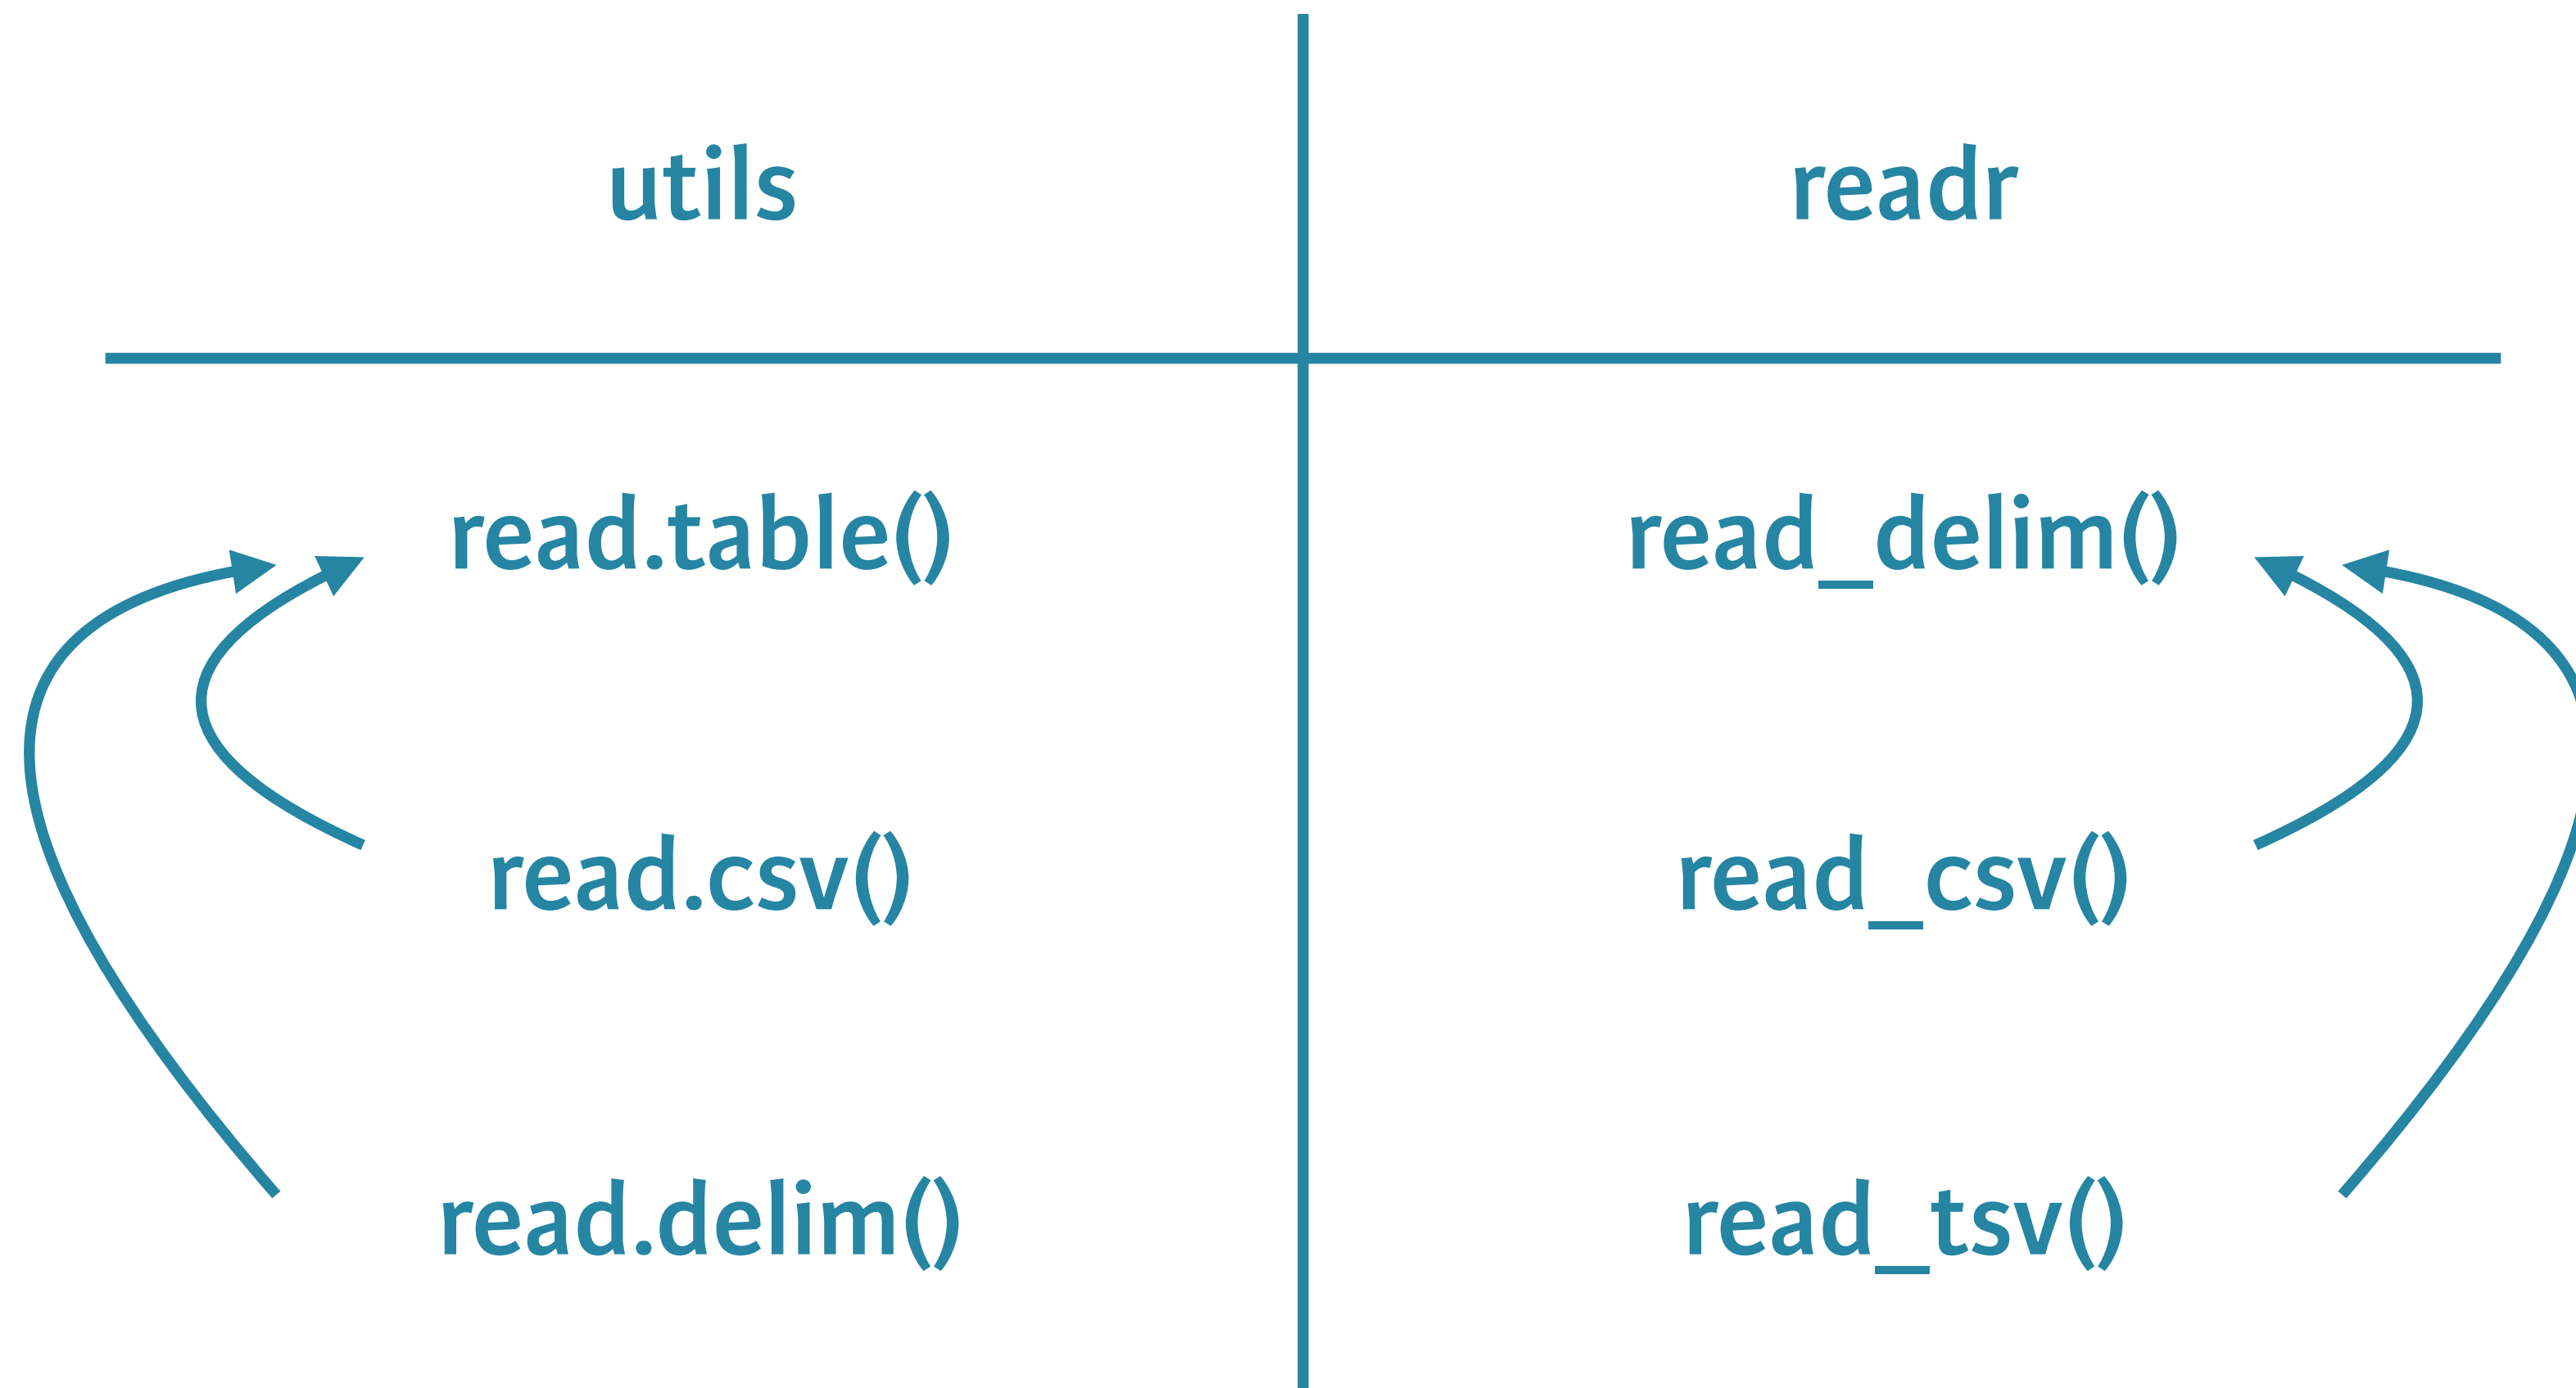 utils readr
read.table() read_delim()
read.csv() read_csv()
read.delim() read_tsv()